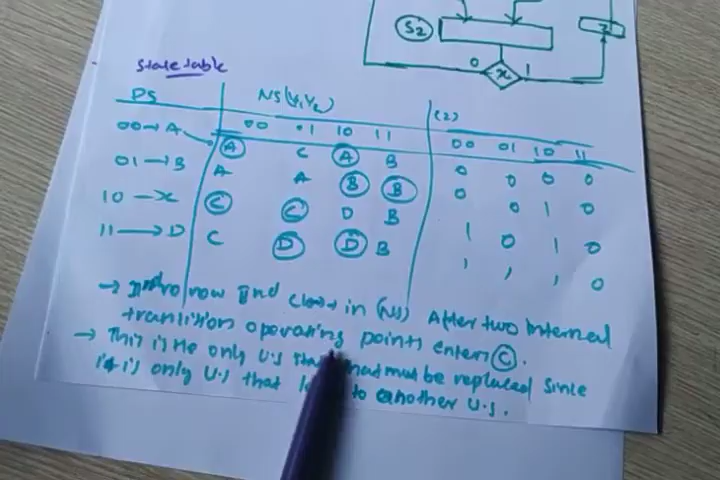 S2
0 x 1
State table
PS NS(Y1Y2) (Z)
00 01 10 11 00 01 10 11
00→A A C A B 0 0 0 0
01→B A A B B 0 0 1 0
10→ C C D B 1 0 1 0
11→D C D D B 1 1 1 0
→ row IInd in (NS) After two internal
transition operating points enters C.
→ This is the only U.S that must be replaced since
it is only U.S that to another U.S.